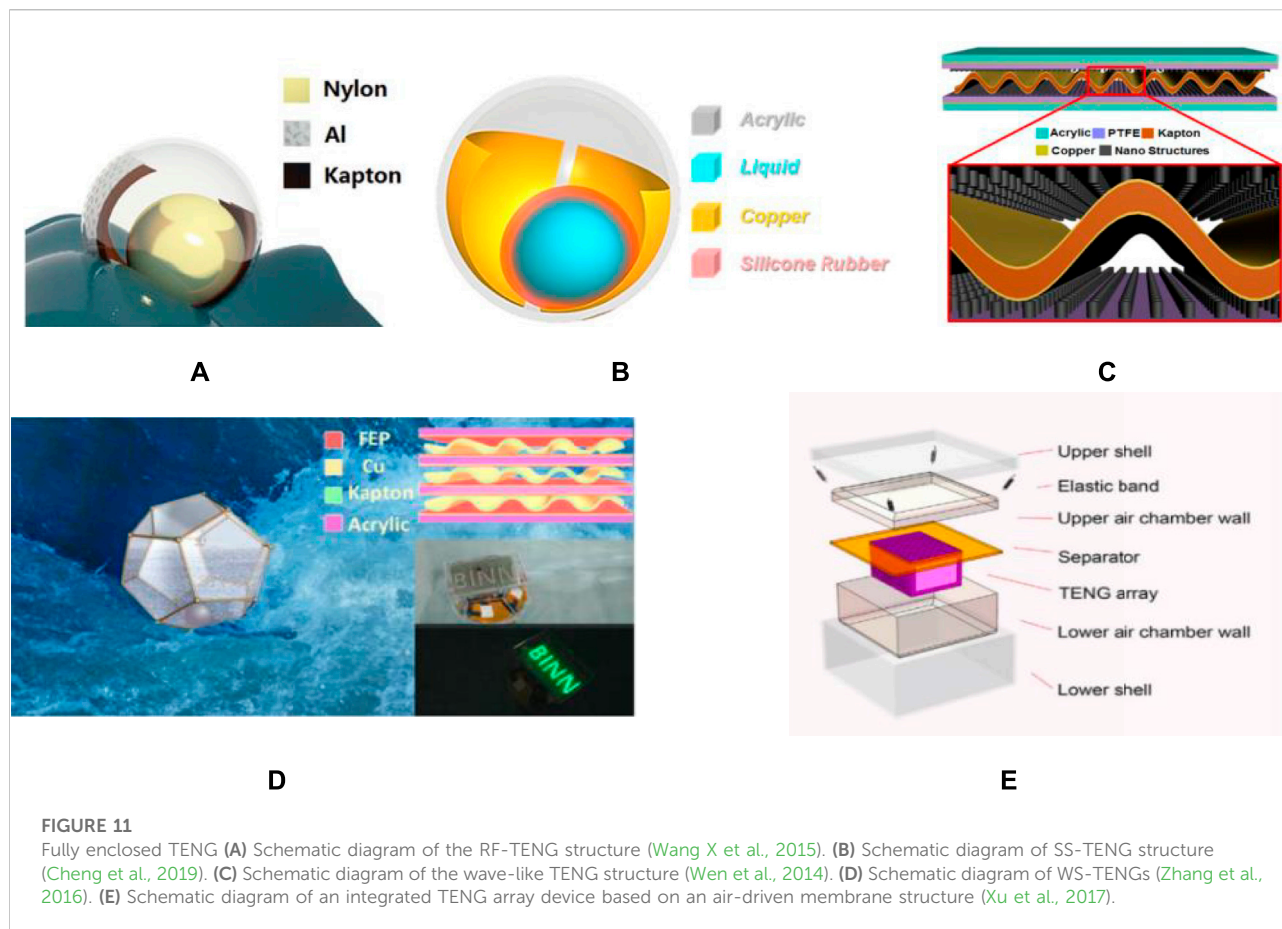 Nylon
Al
Kapton
Acrylic
Liquid
Copper
Silicone Rubber
Acrylic PTFE Kapton
Copper Nano Structures
A
B
C
FEP
Cu
Kapton
Acrylic
BINN
BINN
Upper shell
Elastic band
Upper air chamber wall
Separator
TENG array
Lower air chamber wall
Lower shell
D
E
FIGURE 11
Fully enclosed TENG (A) Schematic diagram of the RF-TENG structure (Wang X et al., 2015). (B) Schematic diagram of SS-TENG structure
(Cheng et al., 2019). (C) Schematic diagram of the wave-like TENG structure (Wen et al., 2014). (D) Schematic diagram of WS-TENGs (Zhang et al.,
2016). (E) Schematic diagram of an integrated TENG array device based on an air-driven membrane structure (Xu et al., 2017).